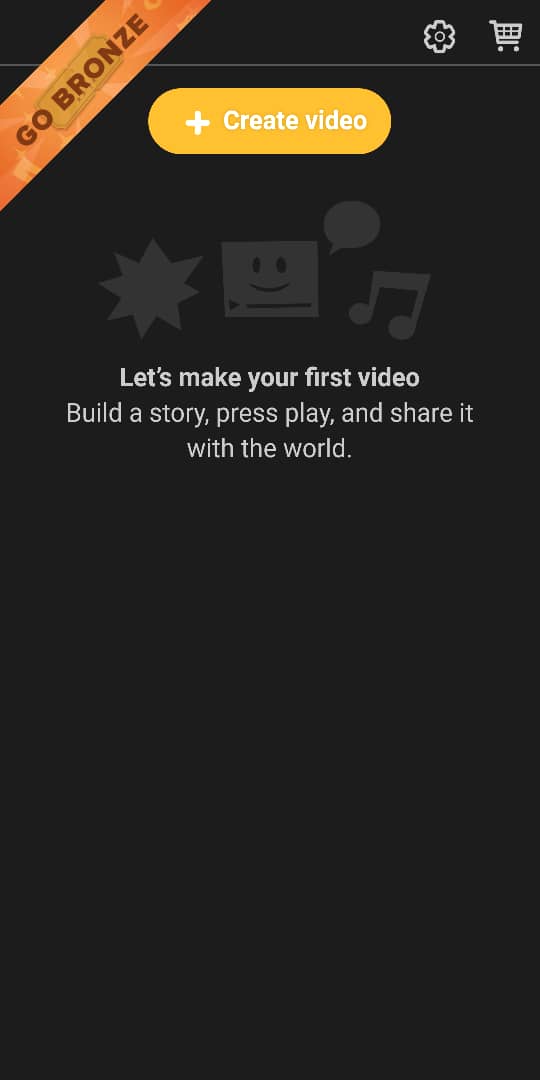 GO BRONZE
Create video
Let’s make your first video
Build a story, press play, and share it
with the world.